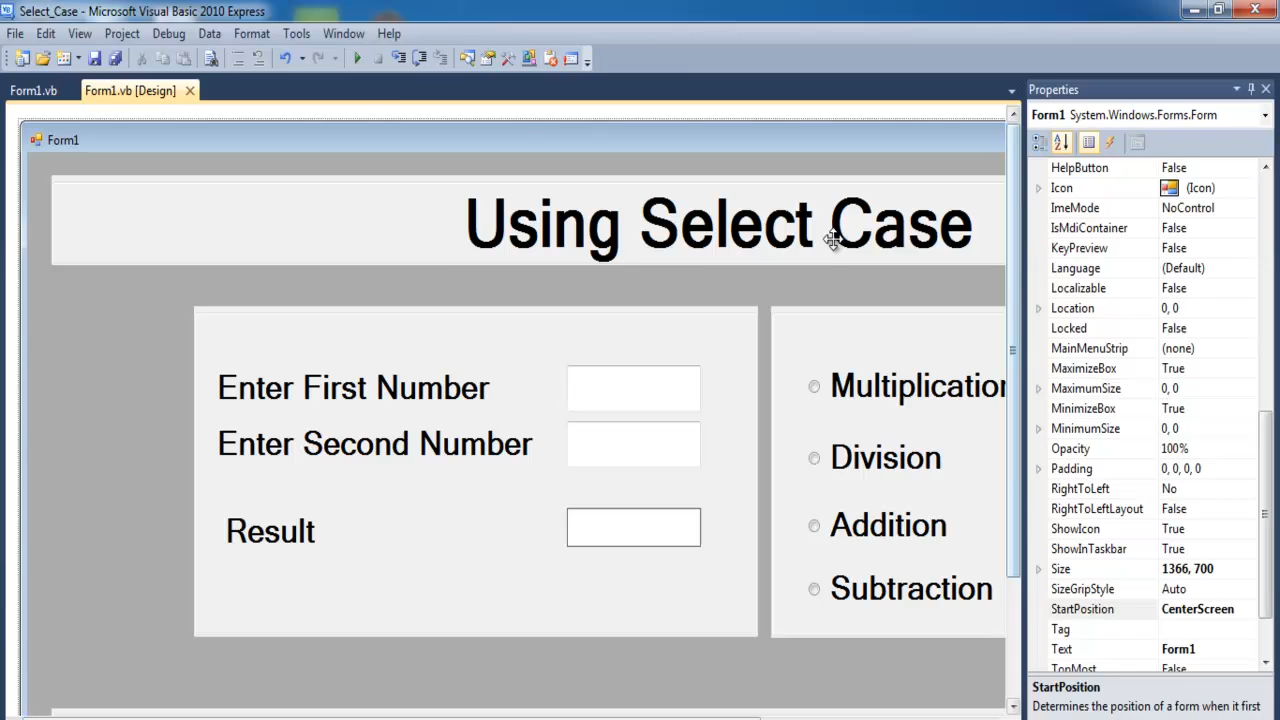 Select_Case - Microsoft Visual Basic 2010 Express
File Edit View Project Debug Data Format Tools Window Help
Form1.vb Form1.vb [Design]
Form1
Using Select Case
Enter First Number
Enter Second Number
Result
Multiplication
Division
Addition
Subtraction
Properties
Form1 System.Windows.Forms.Form
HelpButton False
Icon (Icon)
ImeMode NoControl
IsMdiContainer False
KeyPreview False
Language (Default)
Localizable False
Location 0, 0
Locked False
MainMenuStrip (none)
MaximizeBox True
MaximumSize 0, 0
MinimizeBox True
MinimumSize 0, 0
Opacity 100%
Padding 0, 0, 0, 0
RightToLeft No
RightToLeftLayout False
ShowIcon True
ShowInTaskbar True
Size 1366, 700
SizeGripStyle Auto
StartPosition CenterScreen
Tag
Text Form1
TopMost False
StartPosition
Determines the position of a form when it first